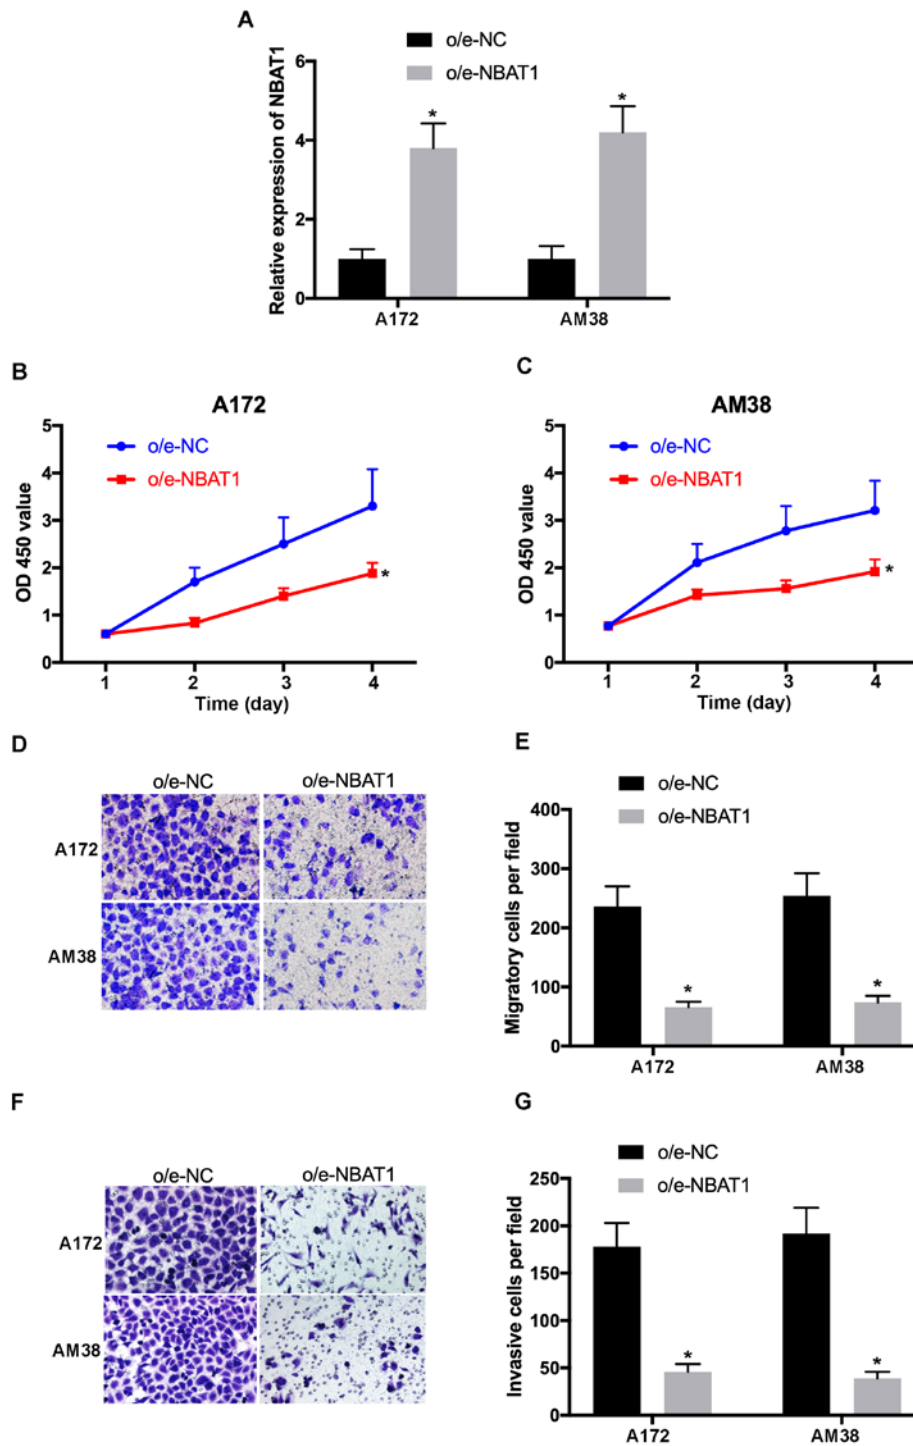 A
o/e-NC
o/e-NBAT1
Relative expression of NBAT1
6
4
2
0
*
*
A172
AM38
B
A172
o/e-NC
o/e-NBAT1
OD 450 value
5
4
3
2
1
0
*
1 2 3 4
Time (day)
C
AM38
o/e-NC
o/e-NBAT1
OD 450 value
5
4
3
2
1
0
*
1 2 3 4
Time (day)
D
o/e-NC o/e-NBAT1
A172
AM38
E
o/e-NC
o/e-NBAT1
Migratory cells per field
400
300
200
100
0
*
*
A172 AM38
F
o/e-NC o/e-NBAT1
A172
AM38
G
o/e-NC
o/e-NBAT1
Invasive cells per field
250
200
150
100
50
0
*
*
A172 AM38